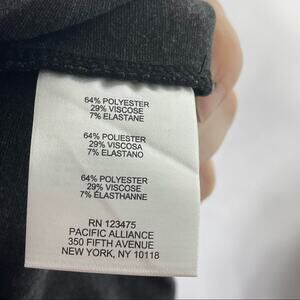 64% POLYESTER
29% VISCOSE
7% ELASTANE
64% POLIESTER
29% VISCOSA
7% ELASTANO
64% POLYESTER
29% VISCOSE
7% ÉLASTHANNE
RN 123475
PACIFIC ALLIANCE
350 FIFTH AVENUE
NEW YORK, NY 10118